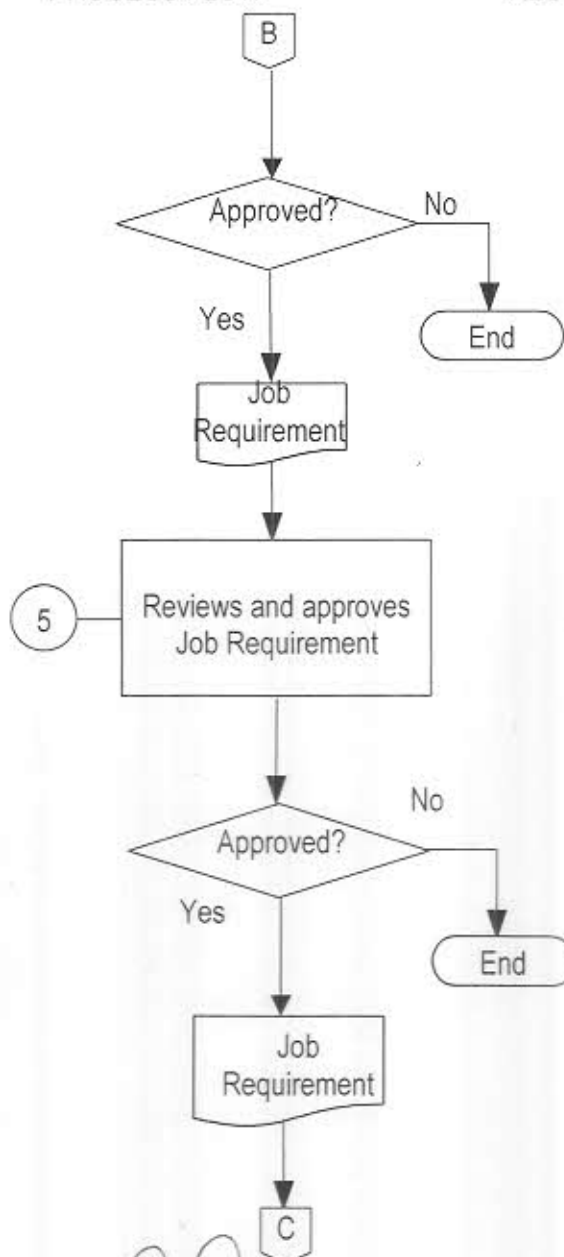 B
Approved?
No
Yes
End
Job
Requirement
5
Reviews and approves
Job Requirement
No
Approved?
Yes
End
Job
Requirement
C